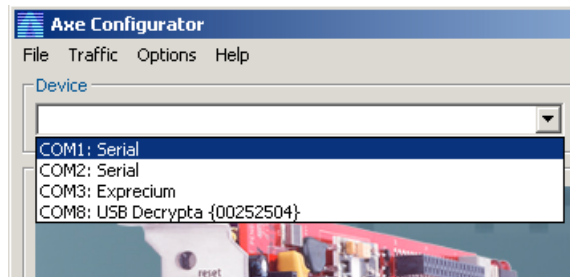 Axe Configurator
File Traffic Options Help
Device
COM1: Serial
COM2: Serial
COM3: Exprecium
COM8: USB Decrypta {00252504}
reset